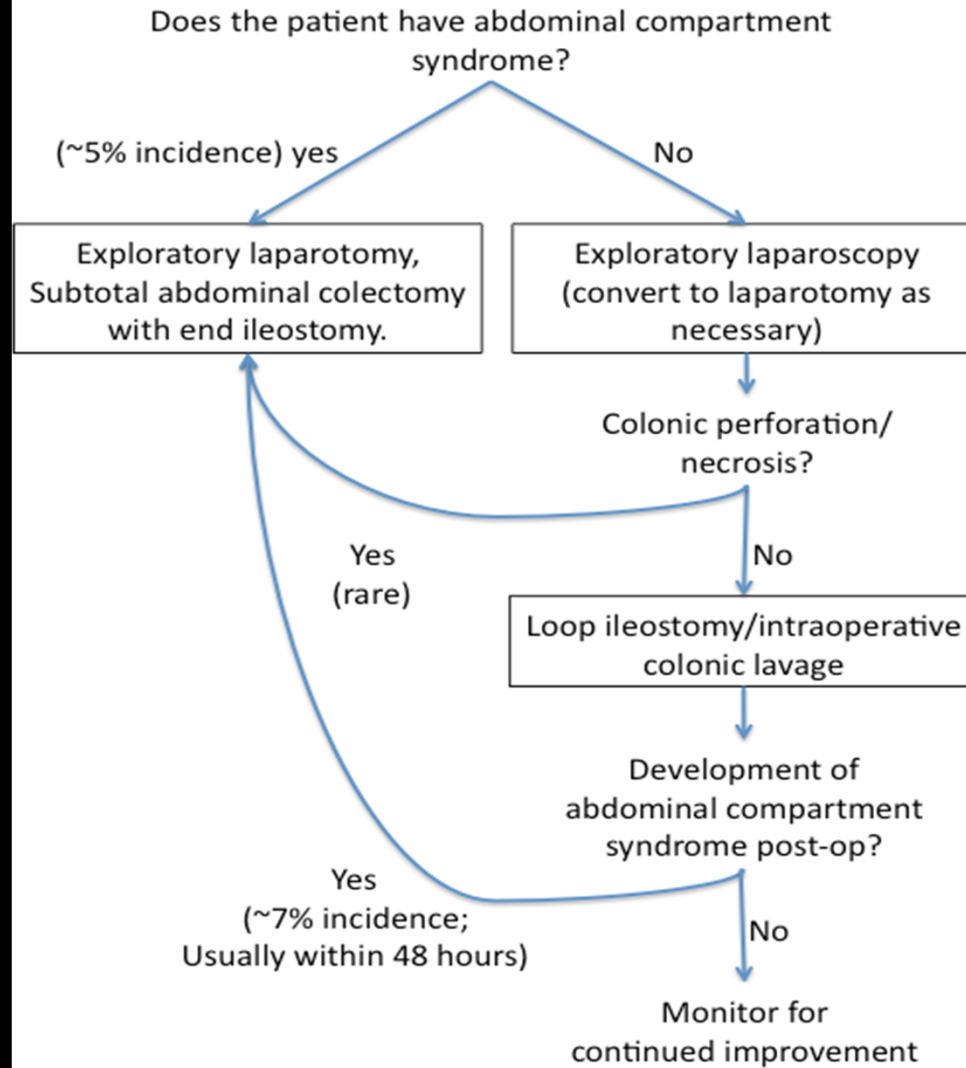 Does the patient have abdominal compartment
syndrome?
(~5% incidence) yes
No
Exploratory laparotomy,
Subtotal abdominal colectomy
with end ileostomy.
Exploratory laparoscopy
(convert to laparotomy as
necessary)
Colonic perforation/
necrosis?
Yes
(rare)
No
Loop ileostomy/intraoperative
colonic lavage
Development of
abdominal compartment
syndrome post-op?
Yes
(~7% incidence;
Usually within 48 hours)
No
Monitor for
continued improvement